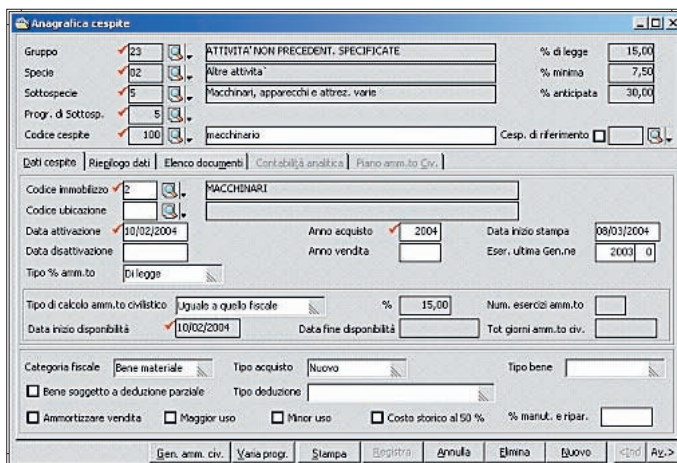 Anagrafica cespite
Gruppo 23 ATTIVITA' NON PRECEDENT. SPECIFICATE % di legge 15,00
Specie 02 Altre attivita` % minima 7,50
Sottospecie 5 Macchinari, apparecchi e attrez. varie % anticipata 30,00
Progr. di Sottosp. 5
Codice cespite 100 macchinario Cesp. di riferimento
Dati cespite Riepilogo dati Elenco documenti Contabilità analitica Piano amm.to Civ.
Codice immobilizzo 2 MACCHINARI
Codice ubicazione
Data attivazione 10/02/2004 Anno acquisto 2004 Data inizio stampa 08/03/2004
Data disattivazione Anno vendita Eser. ultima Gen.ne 2003 0
Tipo % amm.to Di legge
Tipo di calcolo amm.to civilistico Uguale a quello fiscale % 15,00 Num. esercizi amm.to
Data inizio disponibilità 10/02/2004 Data fine disponibilità Tot giorni amm.to civ.
Categoria fiscale Bene materiale Tipo acquisto Nuovo Tipo bene
Bene soggetto a deduzione parziale Tipo deduzione
Ammortizzare vendita Maggior uso Minor uso Costo storico al 50 % % manut. e ripar.
Gen. amm. civ. Varia progr. Stampa Registra Annulla Elimina Nuovo <Ind Av.>